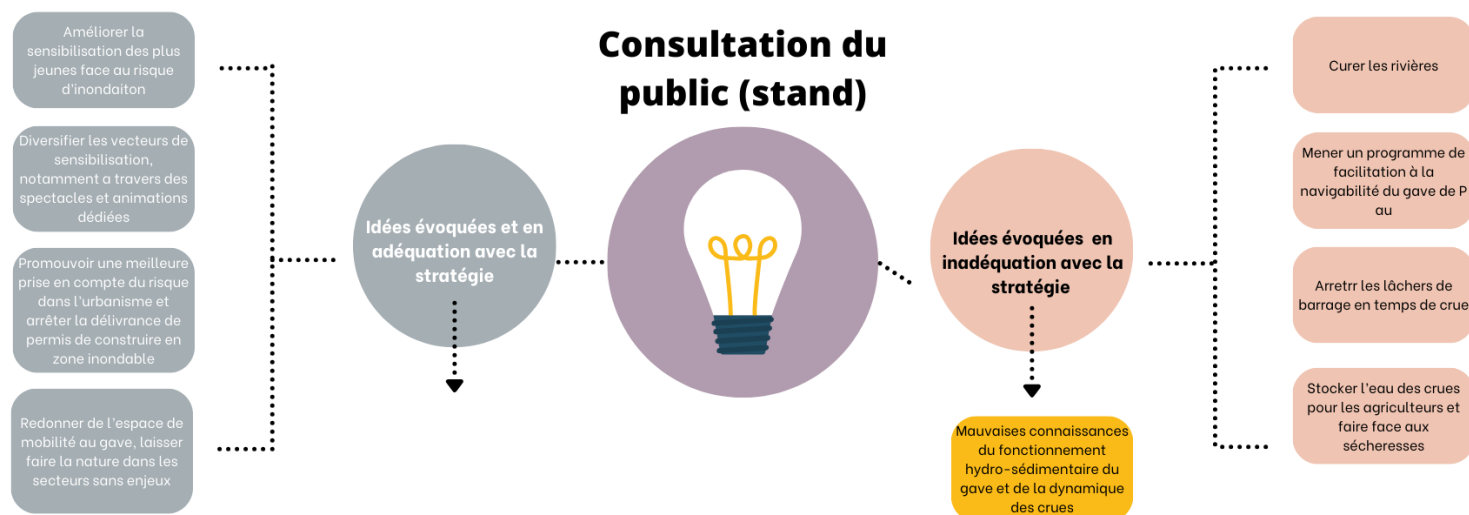 Consultation du
public (stand)
Améliorer la
sensibilisation des plus
jeunes face au risque
d'inondaiton
Diversifier les vecteurs de
sensibilisation,
notamment a travers des
spectacles et animations
dédiées
Promouvoir une meilleure
prise en compte du risque
dans l'urbanisme et
arrêter la délivrance de
permis de construire en
zone inondable
Redonner de l'espace de
mobilité au gave, laisser
faire la nature dans les
secteurs sans enjeux
Idées évoquées et en
adéquation avec la
stratégie
Idées évoquées en
inadéquation avec la
stratégie
Mauvaises connaissances
du fonctionnement
hydro-sédimentaire du
gave et de la dynamique
des crues
Curer les rivières
Mener un programme de
facilitation à la
navigabilité du gave de P
au
Arretrr les lâchers de
barrage en temps de crue
Stocker l'eau des crues
pour les agriculteurs et
faire face aux
sécheresses